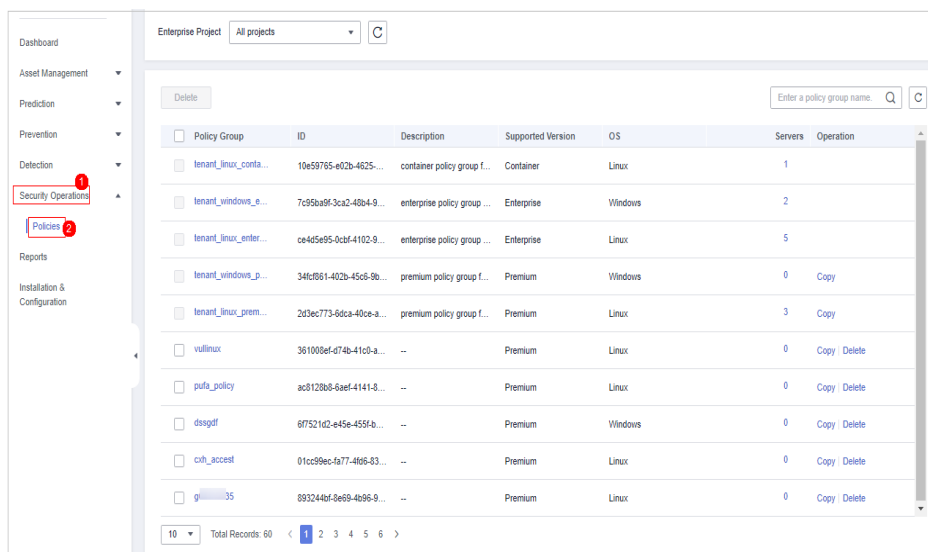 Enterprise Project All projects
Dashboard
Asset Management
Prediction
Prevention
Detection
1
Security Operations
Policies 2
Reports
Installation &
Configuration
Delete
Enter a policy group name.
Policy Group ID Description Supported Version OS Servers Operation
tenant_linux_conta... 10e59765-e02b-4625-... container policy group f... Container Linux 1
tenant_windows_e... 7c95ba9f-3ca2-48b4-9... enterprise policy group ... Enterprise Windows 2
tenant_linux_enter... ce4d5e95-0cbf-4102-9... enterprise policy group ... Enterprise Linux 5
tenant_windows_p... 34fcf861-402b-45c6-9b... premium policy group f... Premium Windows 0 Copy
tenant_linux_prem... 2d3ec773-6dca-40ce-a... premium policy group f... Premium Linux 3 Copy
vullinux 361008ef-d74b-41c0-a... -- Premium Linux 0 Copy Delete
pufa_policy ac8128b8-6aef-4141-8... -- Premium Linux 0 Copy Delete
dssgdf 6f7521d2-e45e-455f-b... -- Premium Windows 0 Copy Delete
cxh_accest 01cc99ec-fa77-4fd6-83... -- Premium Linux 0 Copy Delete
35 893244bf-8e69-4b96-9... -- Premium Linux 0 Copy Delete
10 Total Records: 60 < 1 2 3 4 5 6 >